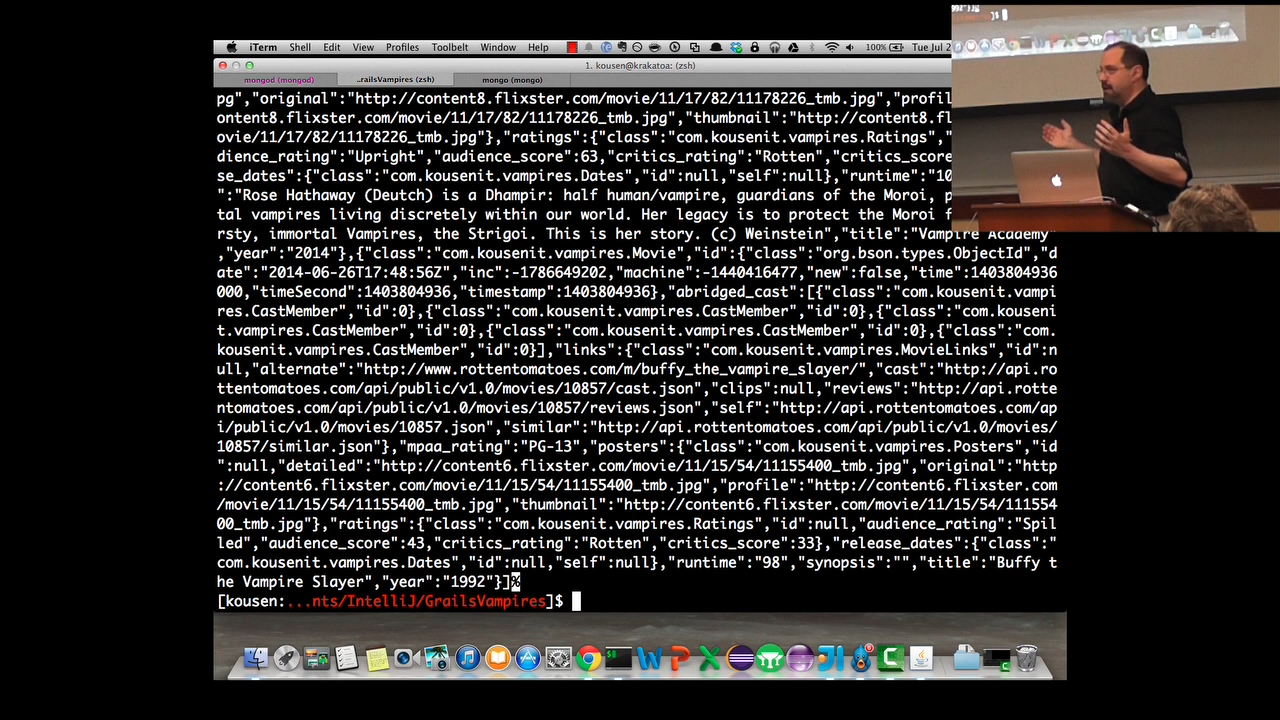 iTerm Shell Edit View Profiles Toolbelt Window Help 100% Tue Jul 2
1. kousen@krakatoa: (zsh)
mongod (mongod) ..railsVampires (zsh) mongo (mongo)
pg","original":"http://content8.flixster.com/movie/11/17/82/11178226_tmb.jpg","profil
ontent8.flixster.com/movie/11/17/82/11178226_tmb.jpg","thumbnail":"http://content8.fl
ovie/11/17/82/11178226_tmb.jpg"},"ratings":{"class":"com.kousenit.vampires.Ratings","
dience_rating":"Upright","audience_score":63,"critics_rating":"Rotten","critics_score
se_dates":{"class":"com.kousenit.vampires.Dates","id":null,"self":null},"runtime":"10
":"Rose Hathaway (Deutch) is a Dhampir: half human/vampire, guardians of the Moroi, p
tal vampires living discretely within our world. Her legacy is to protect the Moroi f
rsty, immortal Vampires, the Strigoi. This is her story. (c) Weinstein","title":"Vampire Academy"
,"year":"2014"},{"class":"com.kousenit.vampires.Movie","id":{"class":"org.bson.types.ObjectId","d
ate":"2014-06-26T17:48:56Z","inc":-1786649202,"machine":-1440416477,"new":false,"time":1403804936
000,"timeSecond":1403804936,"timestamp":1403804936},"abridged_cast":[{"class":"com.kousenit.vampi
res.CastMember","id":0},{"class":"com.kousenit.vampires.CastMember","id":0},{"class":"com.kouseni
t.vampires.CastMember","id":0},{"class":"com.kousenit.vampires.CastMember","id":0},{"class":"com.
kousenit.vampires.CastMember","id":0}],"links":{"class":"com.kousenit.vampires.MovieLinks","id":n
ull,"alternate":"http://www.rottentomatoes.com/m/buffy_the_vampire_slayer/","cast":"http://api.ro
ttentomatoes.com/api/public/v1.0/movies/10857/cast.json","clips":null,"reviews":"http://api.rotte
ntomatoes.com/api/public/v1.0/movies/10857/reviews.json","self":"http://api.rottentomatoes.com/ap
i/public/v1.0/movies/10857.json","similar":"http://api.rottentomatoes.com/api/public/v1.0/movies/
10857/similar.json"},"mpaa_rating":"PG-13","posters":{"class":"com.kousenit.vampires.Posters","id
":null,"detailed":"http://content6.flixster.com/movie/11/15/54/11155400_tmb.jpg","original":"http
://content6.flixster.com/movie/11/15/54/11155400_tmb.jpg","profile":"http://content6.flixster.com
/movie/11/15/54/11155400_tmb.jpg","thumbnail":"http://content6.flixster.com/movie/11/15/54/111554
00_tmb.jpg"},"ratings":{"class":"com.kousenit.vampires.Ratings","id":null,"audience_rating":"Spil
led","audience_score":43,"critics_rating":"Rotten","critics_score":33},"release_dates":{"class":"
com.kousenit.vampires.Dates","id":null,"self":null},"runtime":"98","synopsis":"","title":"Buffy t
he Vampire Slayer","year":"1992"}]%
[kousen:...nts/IntelliJ/GrailsVampires]$